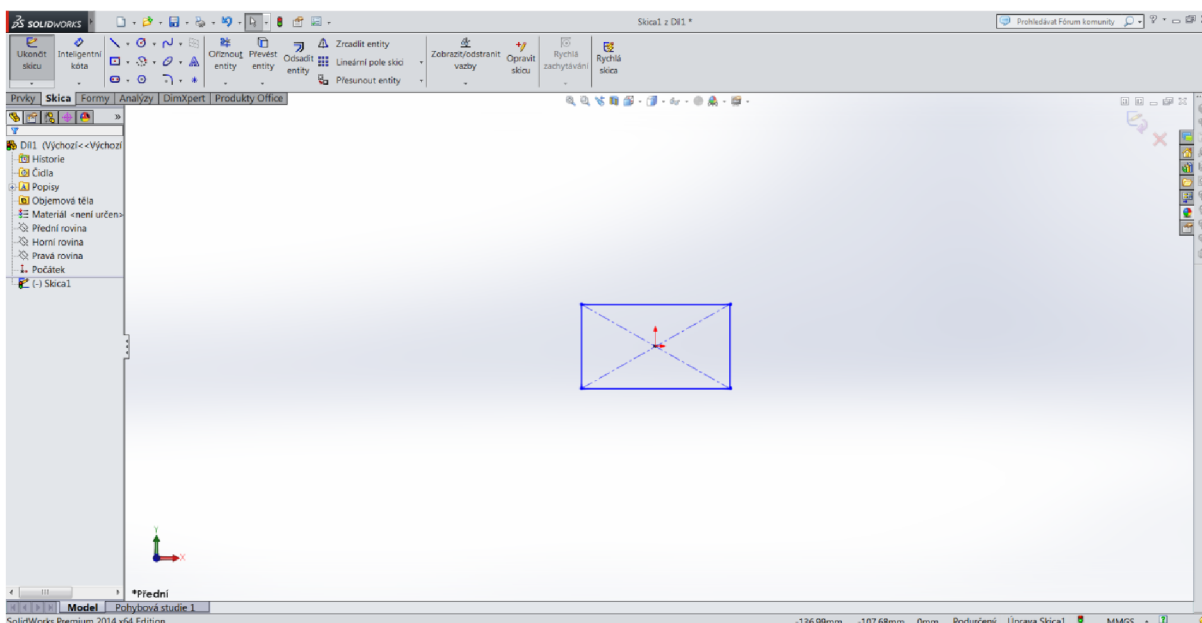 SOLIDWORKS
Skica1 z Díl1 *
Prohledávat Fórum komunity
Ukončit skicu
Inteligentní kóta
Oříznout entity
Převést entity
Odsadit entity
Zrcadlit entity
Lineární pole skici
Přesunout entity
Zobrazit/odstranit vazby
Opravit skicu
Rychlá zachytávání
Rychlá skica
Prvky Skica Formy Analýzy DimXpert Produkty Office
Díl1 (Výchozí<<Výchozí
Historie
Čidla
Popisy
Objemová těla
Materiál <není určen>
Přední rovina
Horní rovina
Pravá rovina
Počátek
(-) Skica1
Y
X
*Přední
Model Pohybová studie 1
SolidWorks Premium 2014 x64 Edition
-136.99mm -107.68mm 0mm Podurčený Úprava Skica1 MMGS